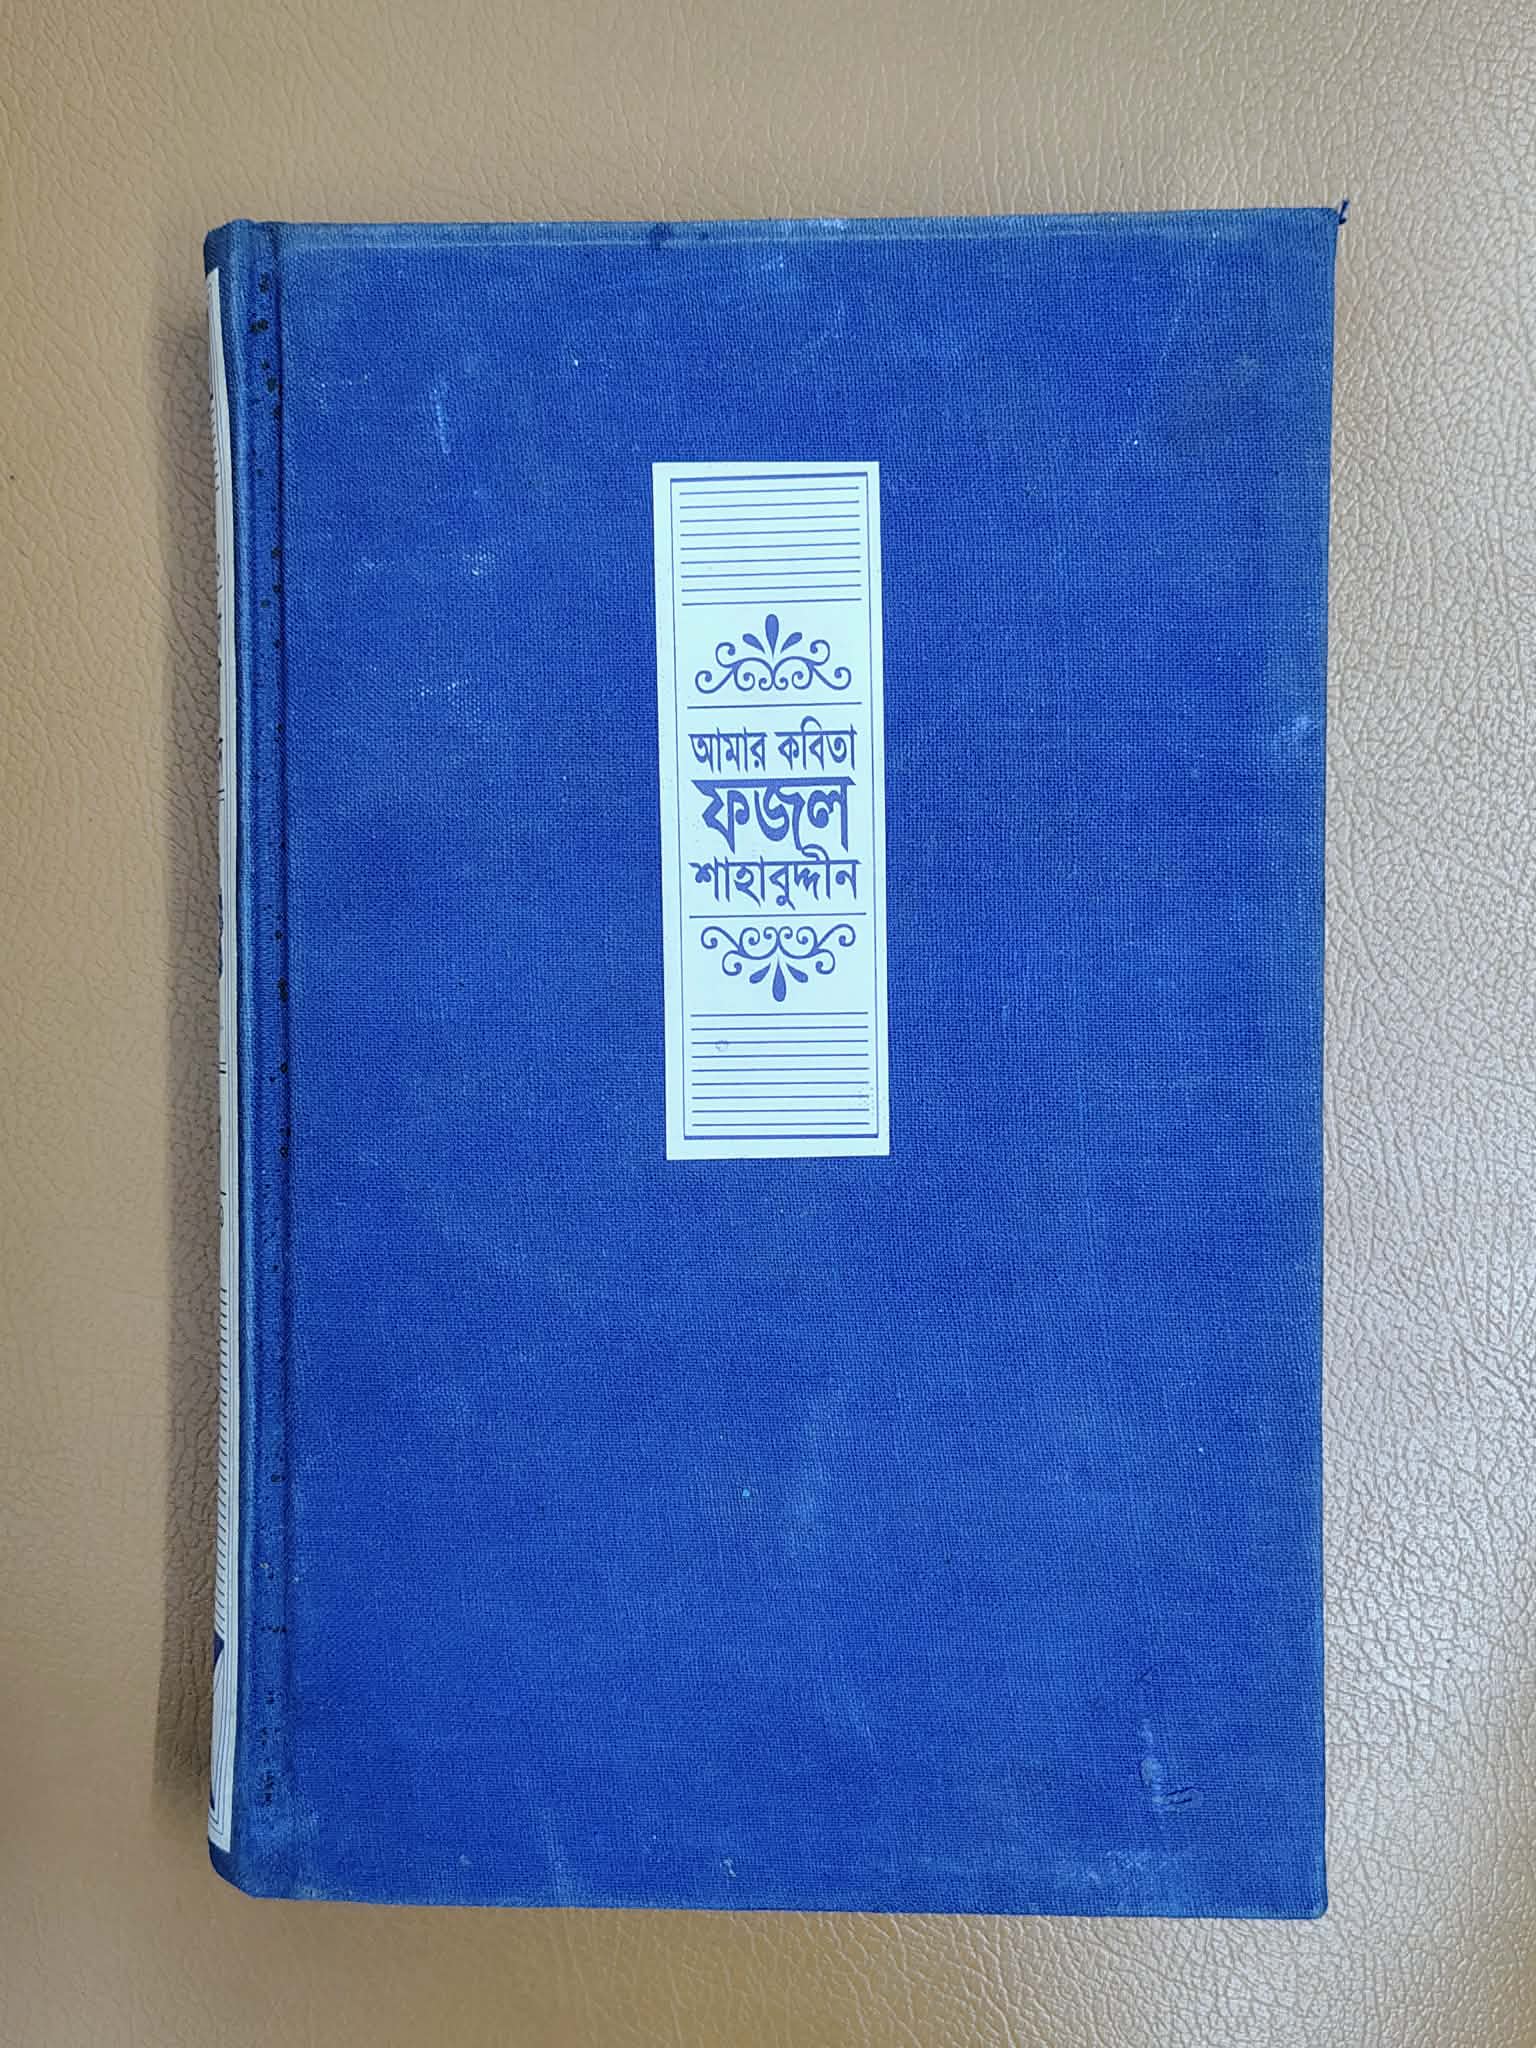 আমার কবিতা
ফজল
শাহাবুদ্দীন